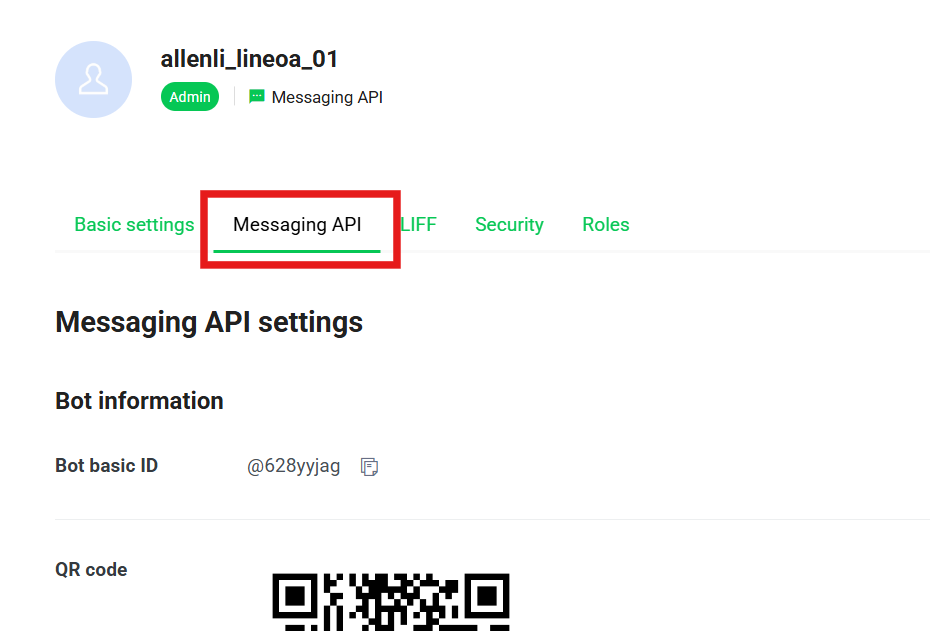 allenli_lineoa_01
Admin
Messaging API
Basic settings
Messaging API
LIFF
Security
Roles
Messaging API settings
Bot information
Bot basic ID
@628yyjag
QR code